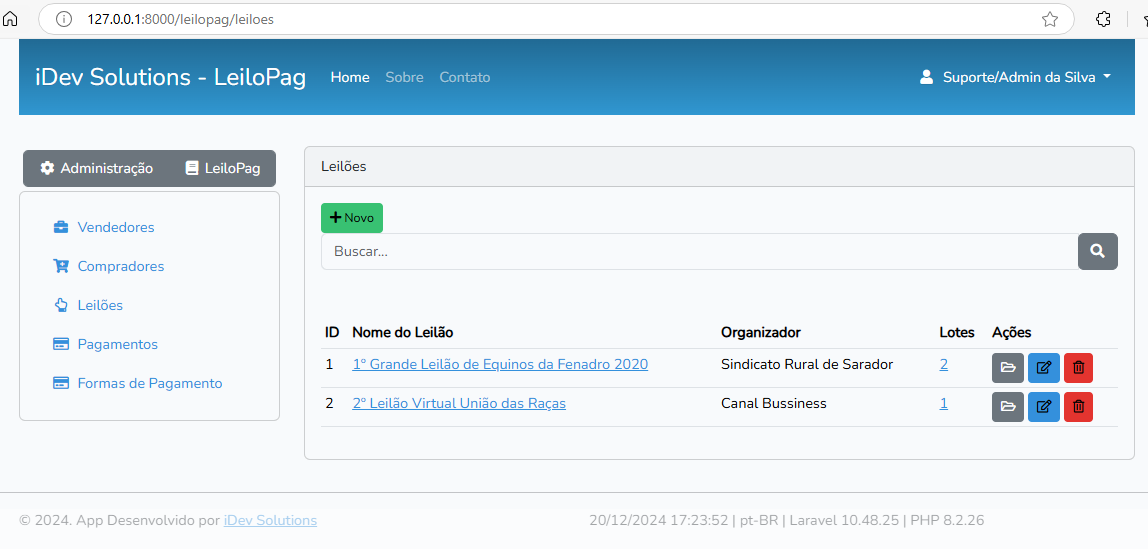 127.0.0.1:8000/leilopag/leiloes
iDev Solutions - LeiloPag Home Sobre Contato Suporte/Admin da Silva
Administração LeiloPag
Vendedores
Compradores
Leilões
Pagamentos
Formas de Pagamento
Leilões
Novo
Buscar...
ID Nome do Leilão Organizador Lotes Ações
1 1º Grande Leilão de Equinos da Fenadro 2020 Sindicato Rural de Sarador 2
2 2º Leilão Virtual União das Raças Canal Bussiness 1
© 2024. App Desenvolvido por iDev Solutions 20/12/2024 17:23:52 | pt-BR | Laravel 10.48.25 | PHP 8.2.26